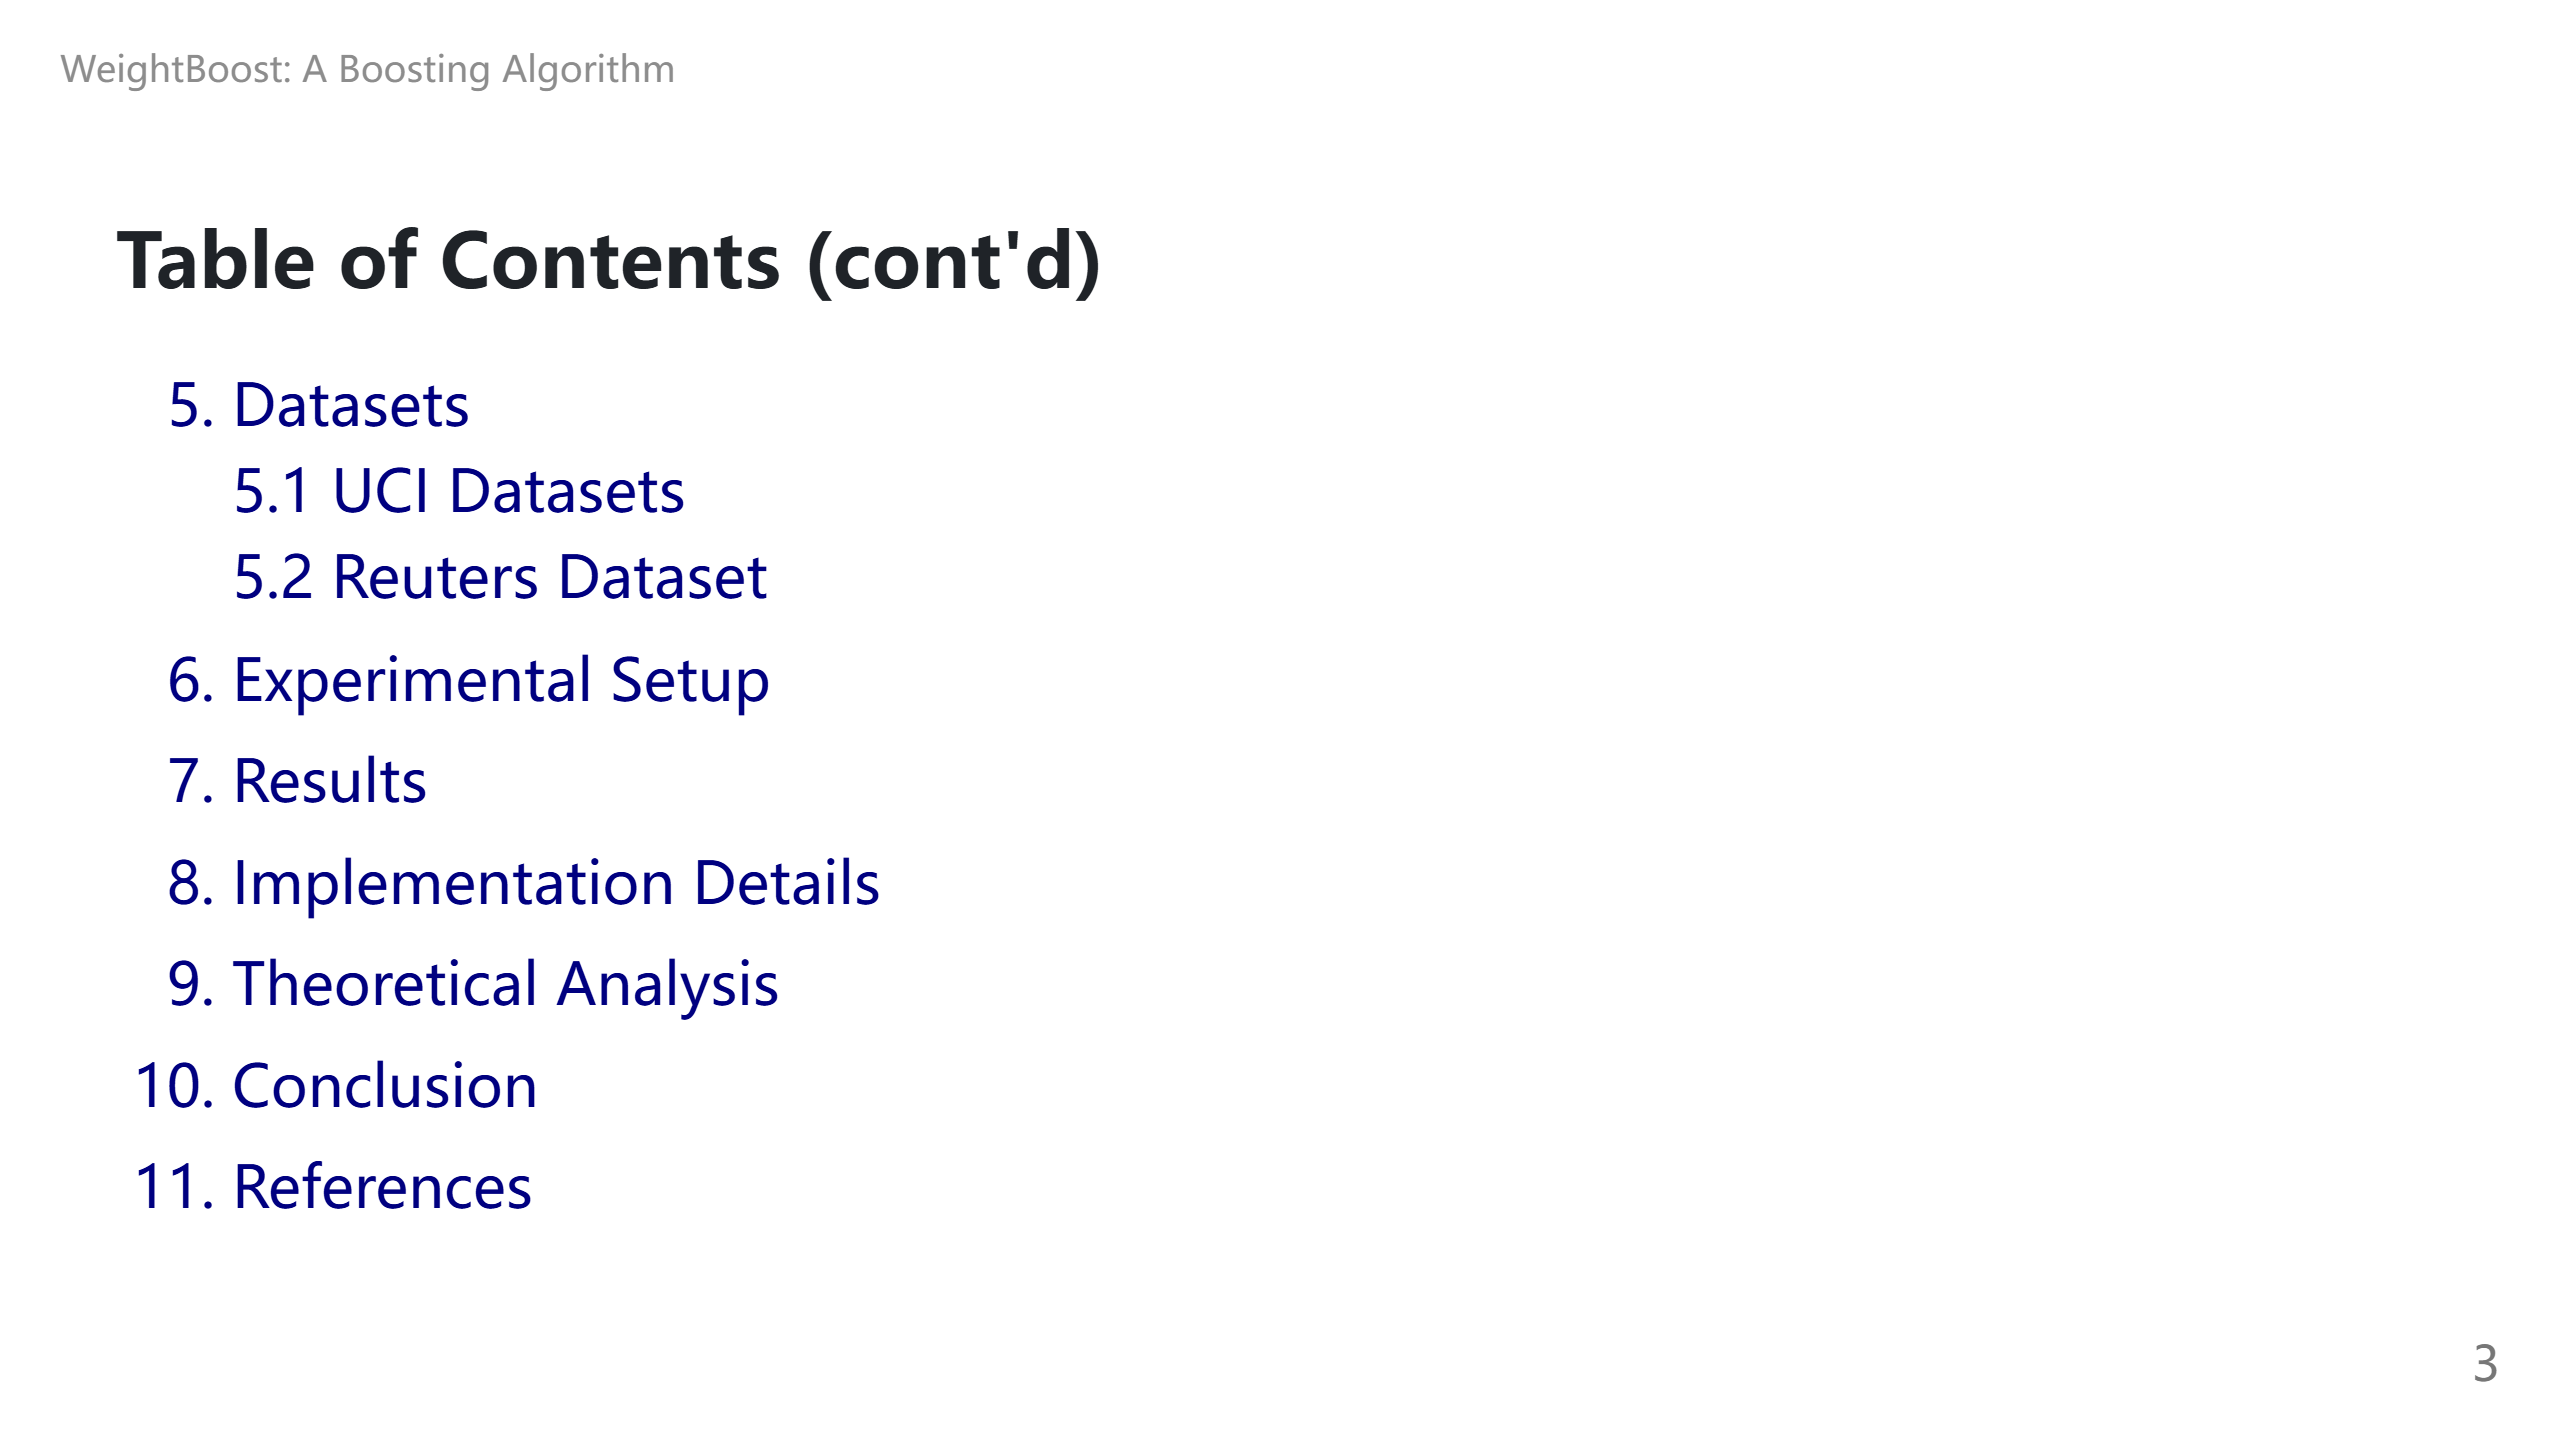 WeightBoost: A Boosting Algorithm
Table of Contents (cont'd)
5. Datasets
5.1 UCI Datasets
5.2 Reuters Dataset
6. Experimental Setup
7. Results
8. Implementation Details
9. Theoretical Analysis
10. Conclusion
11. References
3